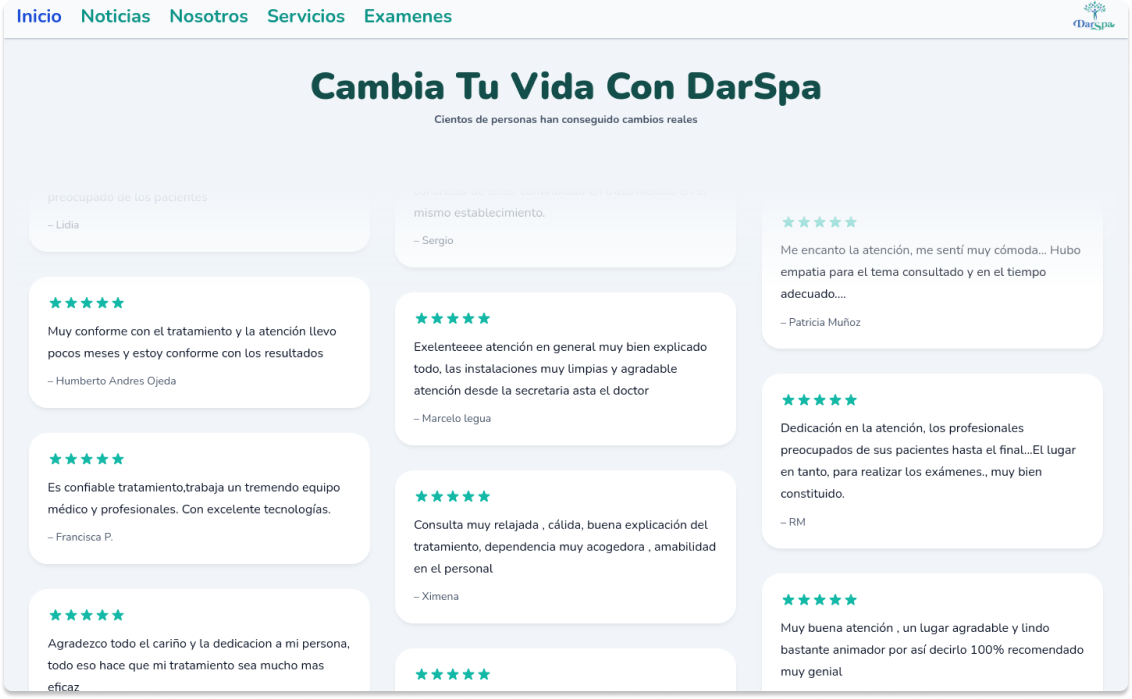 Inicio Noticias Nosotros Servicios Examenes
DarSpa
Cambia Tu Vida Con DarSpa
Cientos de personas han conseguido cambios reales
preocupado de los pacientes
– Lidia
Muy conforme con el tratamiento y la atención llevo
pocos meses y estoy conforme con los resultados
– Humberto Andres Ojeda
Es confiable tratamiento,trabaja un tremendo equipo
médico y profesionales. Con excelente tecnologías.
– Francisca P.
Agradezco todo el cariño y la dedicacion a mi persona,
todo eso hace que mi tratamiento sea mucho mas
eficaz
mismo establecimiento.
– Sergio
Exelenteeee atención en general muy bien explicado
todo, las instalaciones muy limpias y agradable
atención desde la secretaria asta el doctor
– Marcelo legua
Consulta muy relajada , cálida, buena explicación del
tratamiento, dependencia muy acogedora , amabilidad
en el personal
– Ximena
Me encanto la atención, me sentí muy cómoda... Hubo
empatia para el tema consultado y en el tiempo
adecuado....
– Patricia Muñoz
Dedicación en la atención, los profesionales
preocupados de sus pacientes hasta el final...El lugar
en tanto, para realizar los exámenes., muy bien
constituido.
– RM
Muy buena atención , un lugar agradable y lindo
bastante animador por así decirlo 100% recomendado
muy genial